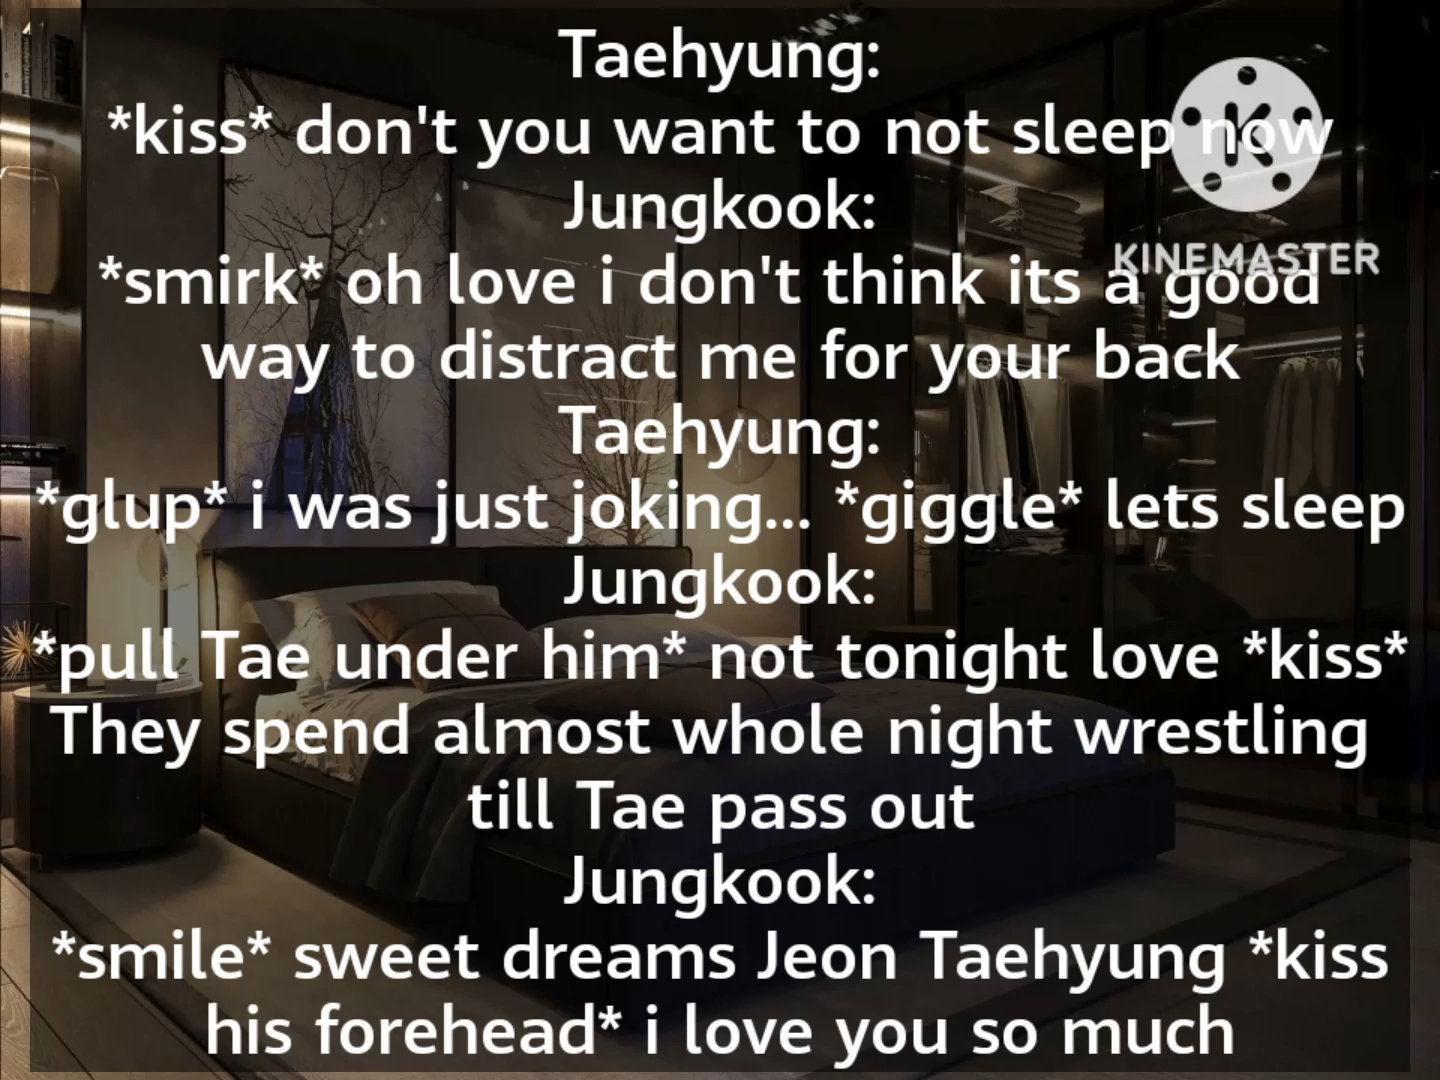 Taehyung:
*kiss* don't you want to not sleep now
Jungkook:
*smirk* oh love i don't think its a good
KINEMASTER
way to distract me for your back
Taehyung:
*glup* i was just joking... *giggle* lets sleep
Jungkook:
*pull Tae under him* not tonight love *kiss*
They spend almost whole night wrestling
till Tae pass out
Jungkook:
*smile* sweet dreams Jeon Taehyung *kiss
his forehead* i love you so much